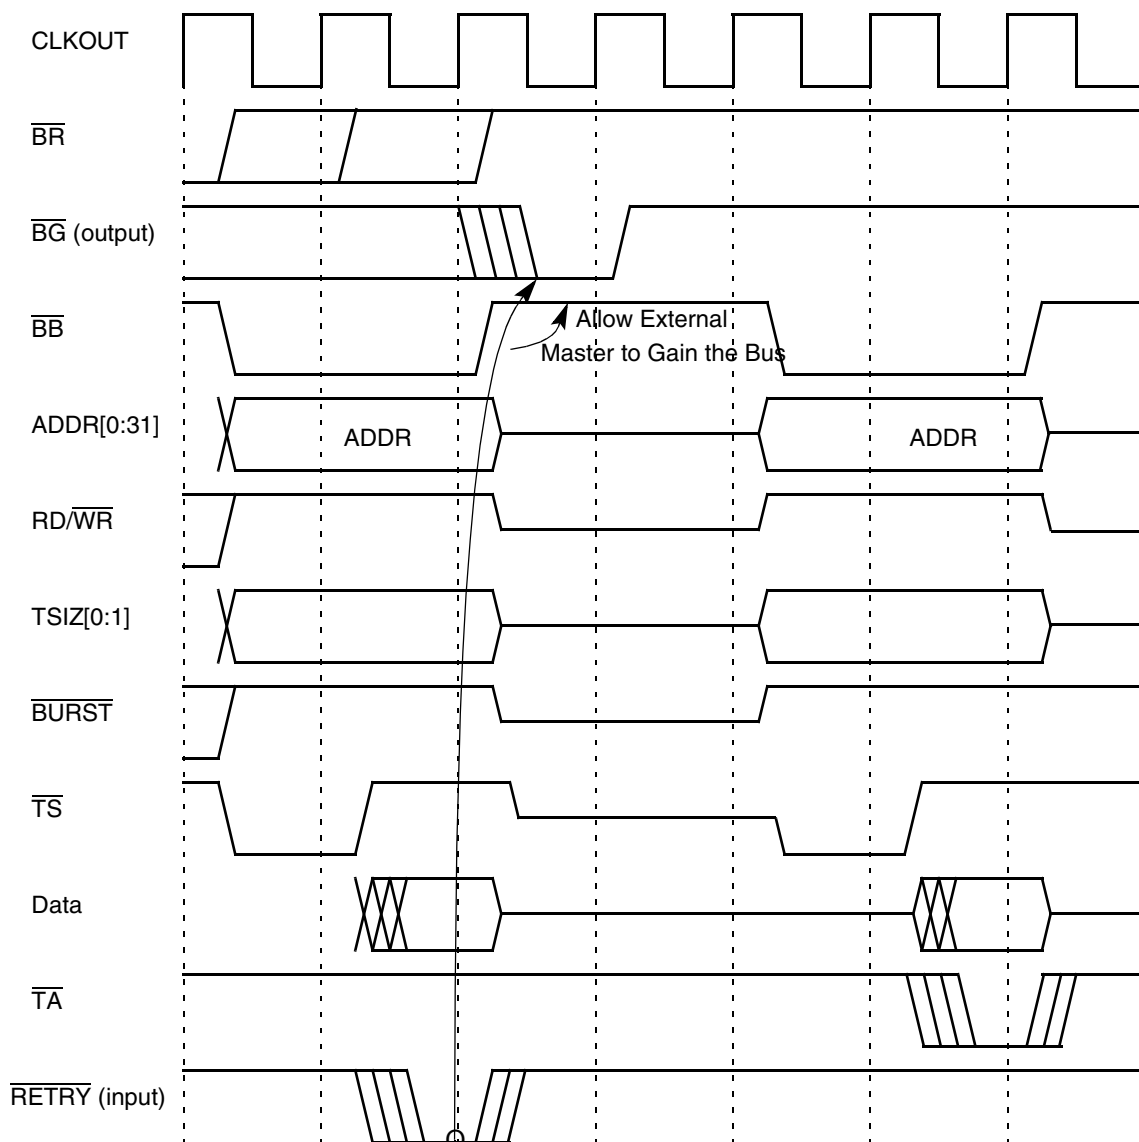 CLKOUT
BR
BG (output)
BB
Allow External
Master to Gain the Bus
ADDR[0:31]
ADDR
ADDR
RD/WR
TSIZ[0:1]
BURST
TS
Data
TA
RETRY (input)